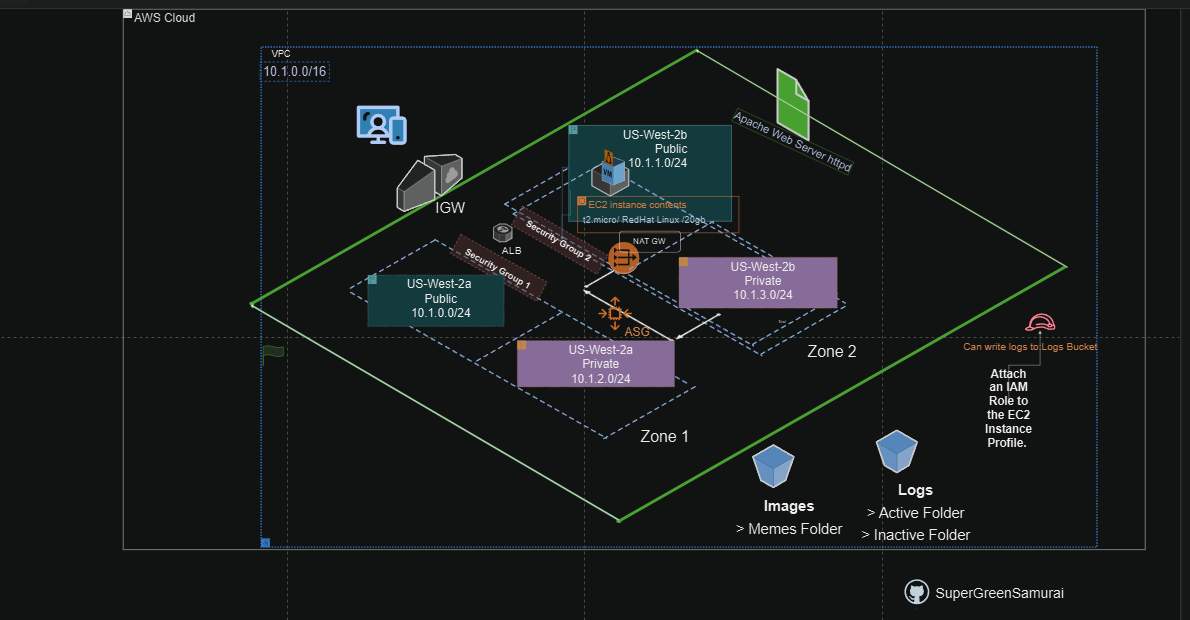 AWS Cloud
VPC
10.1.0.0/16
Apache Web Server httpd
US-West-2b
Public
10.1.1.0/24
VM
EC2 instance contents
t2.micro/ RedHat Linux /20gb
IGW
ALB
Security Group 2
Security Group 1
NAT GW
US-West-2b
Private
10.1.3.0/24
US-West-2a
Public
10.1.0.0/24
ASG
US-West-2a
Private
10.1.2.0/24
Zone 2
Zone 1
Can write logs to Logs Bucket
Attach
an IAM
Role to
the EC2
Instance
Profile.
Images
> Memes Folder
Logs
> Active Folder
> Inactive Folder
SuperGreenSamurai